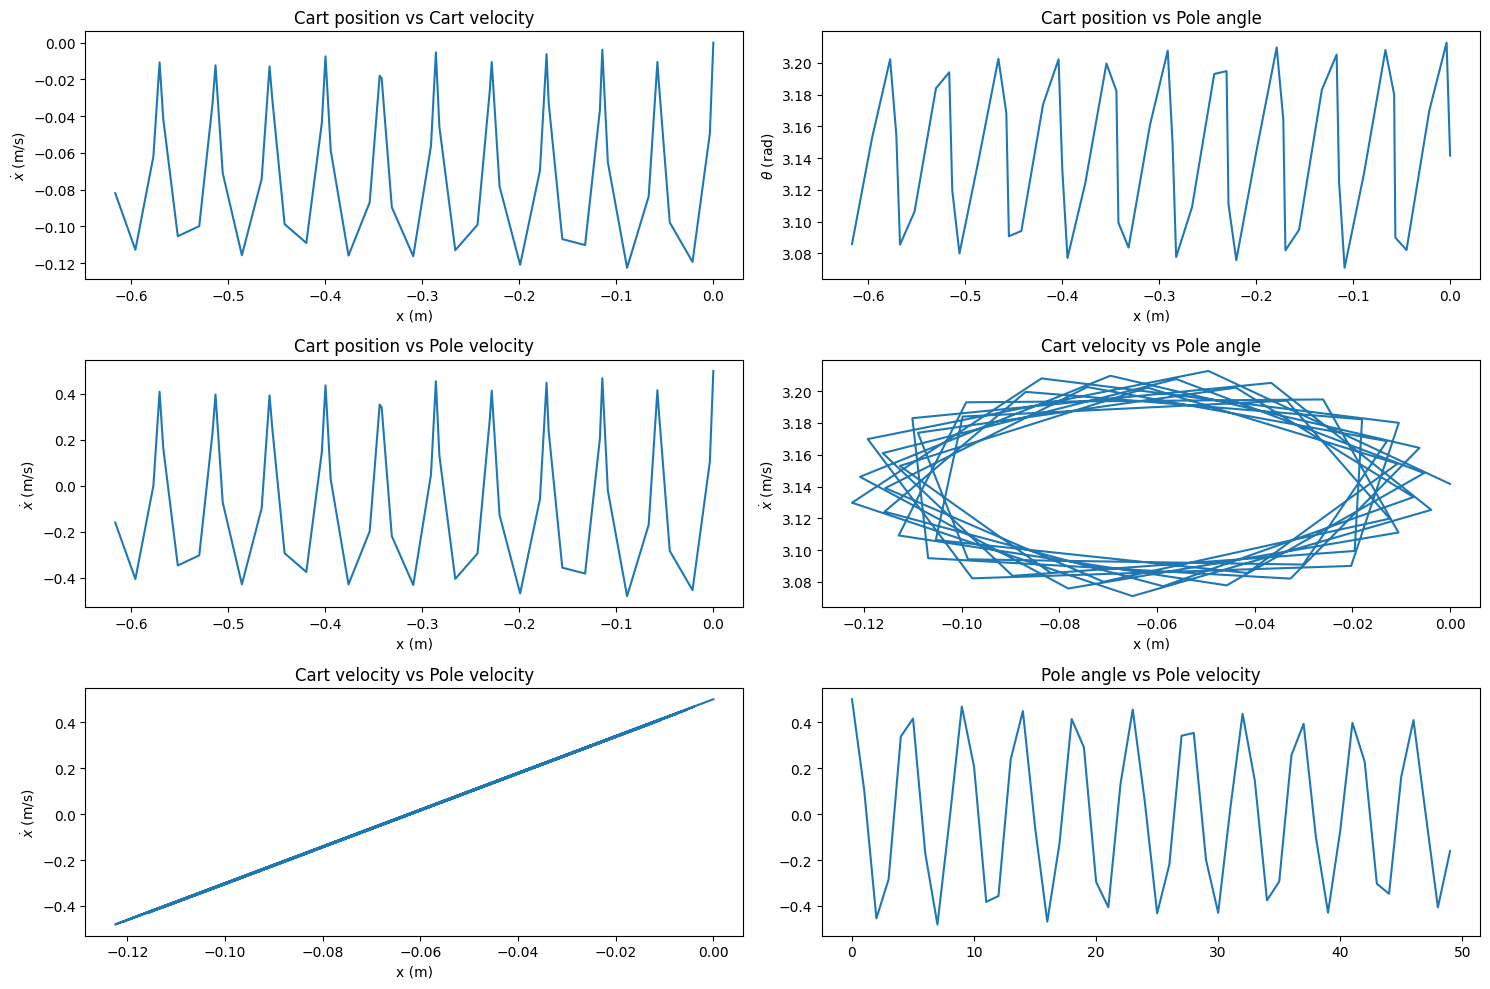 Cart position vs Cart velocity
0.00
−0.02
−0.04
−0.06
−0.08
−0.10
−0.12
ẋ (m/s)
−0.6 −0.5 −0.4 −0.3 −0.2 −0.1 0.0
x (m)
Cart position vs Pole angle
3.20
3.18
3.16
3.14
3.12
3.10
3.08
θ (rad)
−0.6 −0.5 −0.4 −0.3 −0.2 −0.1 0.0
x (m)
Cart position vs Pole velocity
0.4
0.2
0.0
−0.2
−0.4
ẋ (m/s)
−0.6 −0.5 −0.4 −0.3 −0.2 −0.1 0.0
x (m)
Cart velocity vs Pole angle
3.20
3.18
3.16
3.14
3.12
3.10
3.08
ẋ (m/s)
−0.12 −0.10 −0.08 −0.06 −0.04 −0.02 0.00
x (m)
Cart velocity vs Pole velocity
0.4
0.2
0.0
−0.2
−0.4
ẋ (m/s)
−0.12 −0.10 −0.08 −0.06 −0.04 −0.02 0.00
x (m)
Pole angle vs Pole velocity
0.4
0.2
0.0
−0.2
−0.4
0 10 20 30 40 50